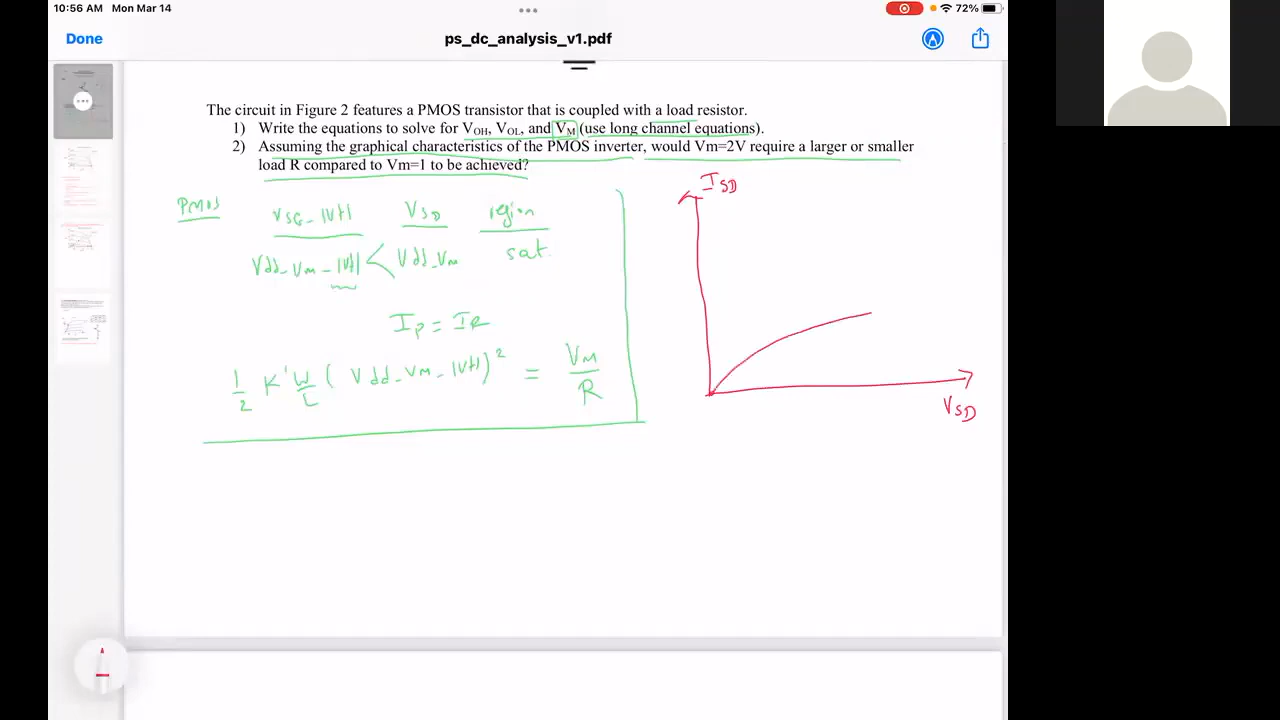 10:56 AM Mon Mar 14
72%
Done
ps_dc_analysis_v1.pdf
The circuit in Figure 2 features a PMOS transistor that is coupled with a load resistor.
1) Write the equations to solve for VOH, VOL, and VM (use long channel equations).
2) Assuming the graphical characteristics of the PMOS inverter, would Vm=2V require a larger or smaller
load R compared to Vm=1 to be achieved?
PMOS
VSG - |Vt| VSD region
Vdd - VM - |Vt| < Vdd - VM sat.
IP = IR
1/2 K' W/L ( Vdd - VM - |Vt| )² = VM/R
ISD
VSD